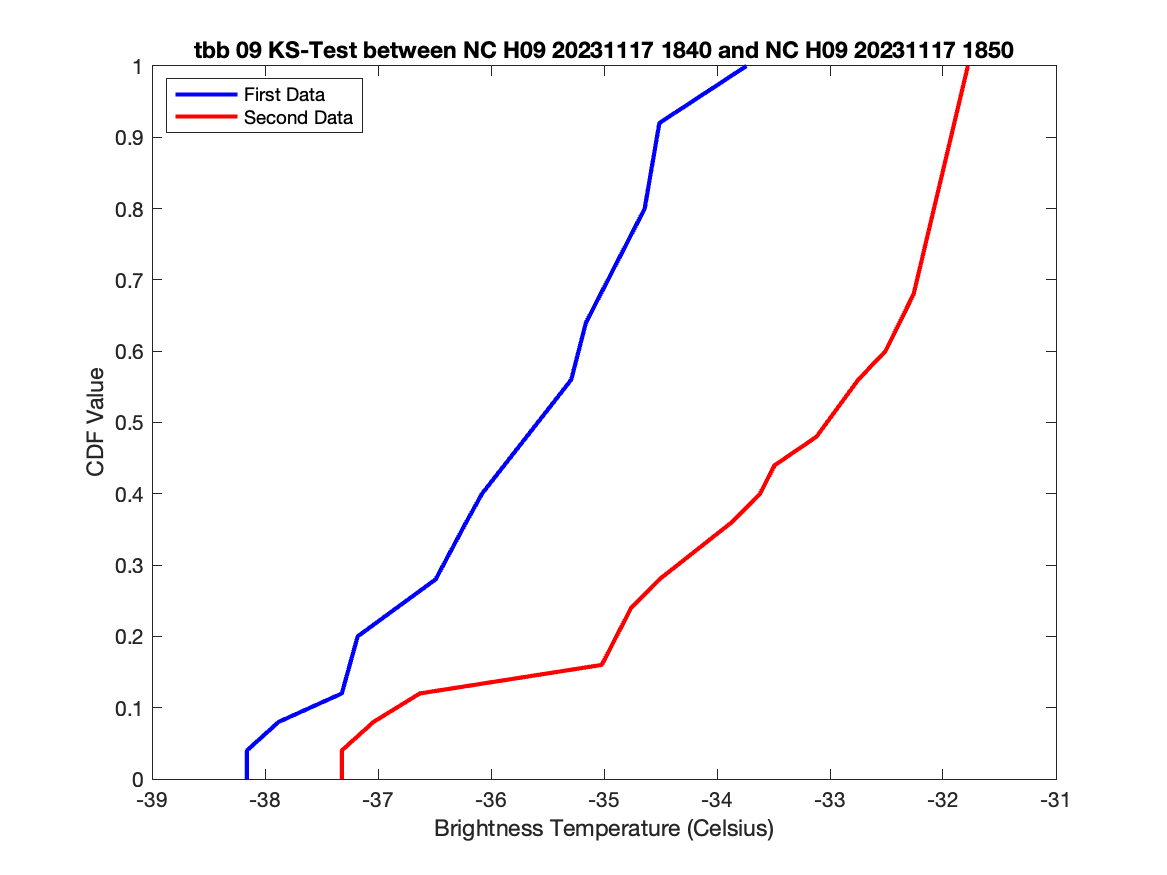 tbb 09 KS-Test between NC H09 20231117 1840 and NC H09 20231117 1850
First Data
Second Data
1
0.9
0.8
0.7
0.6
0.5
0.4
0.3
0.2
0.1
0
CDF Value
-39 -38 -37 -36 -35 -34 -33 -32 -31
Brightness Temperature (Celsius)